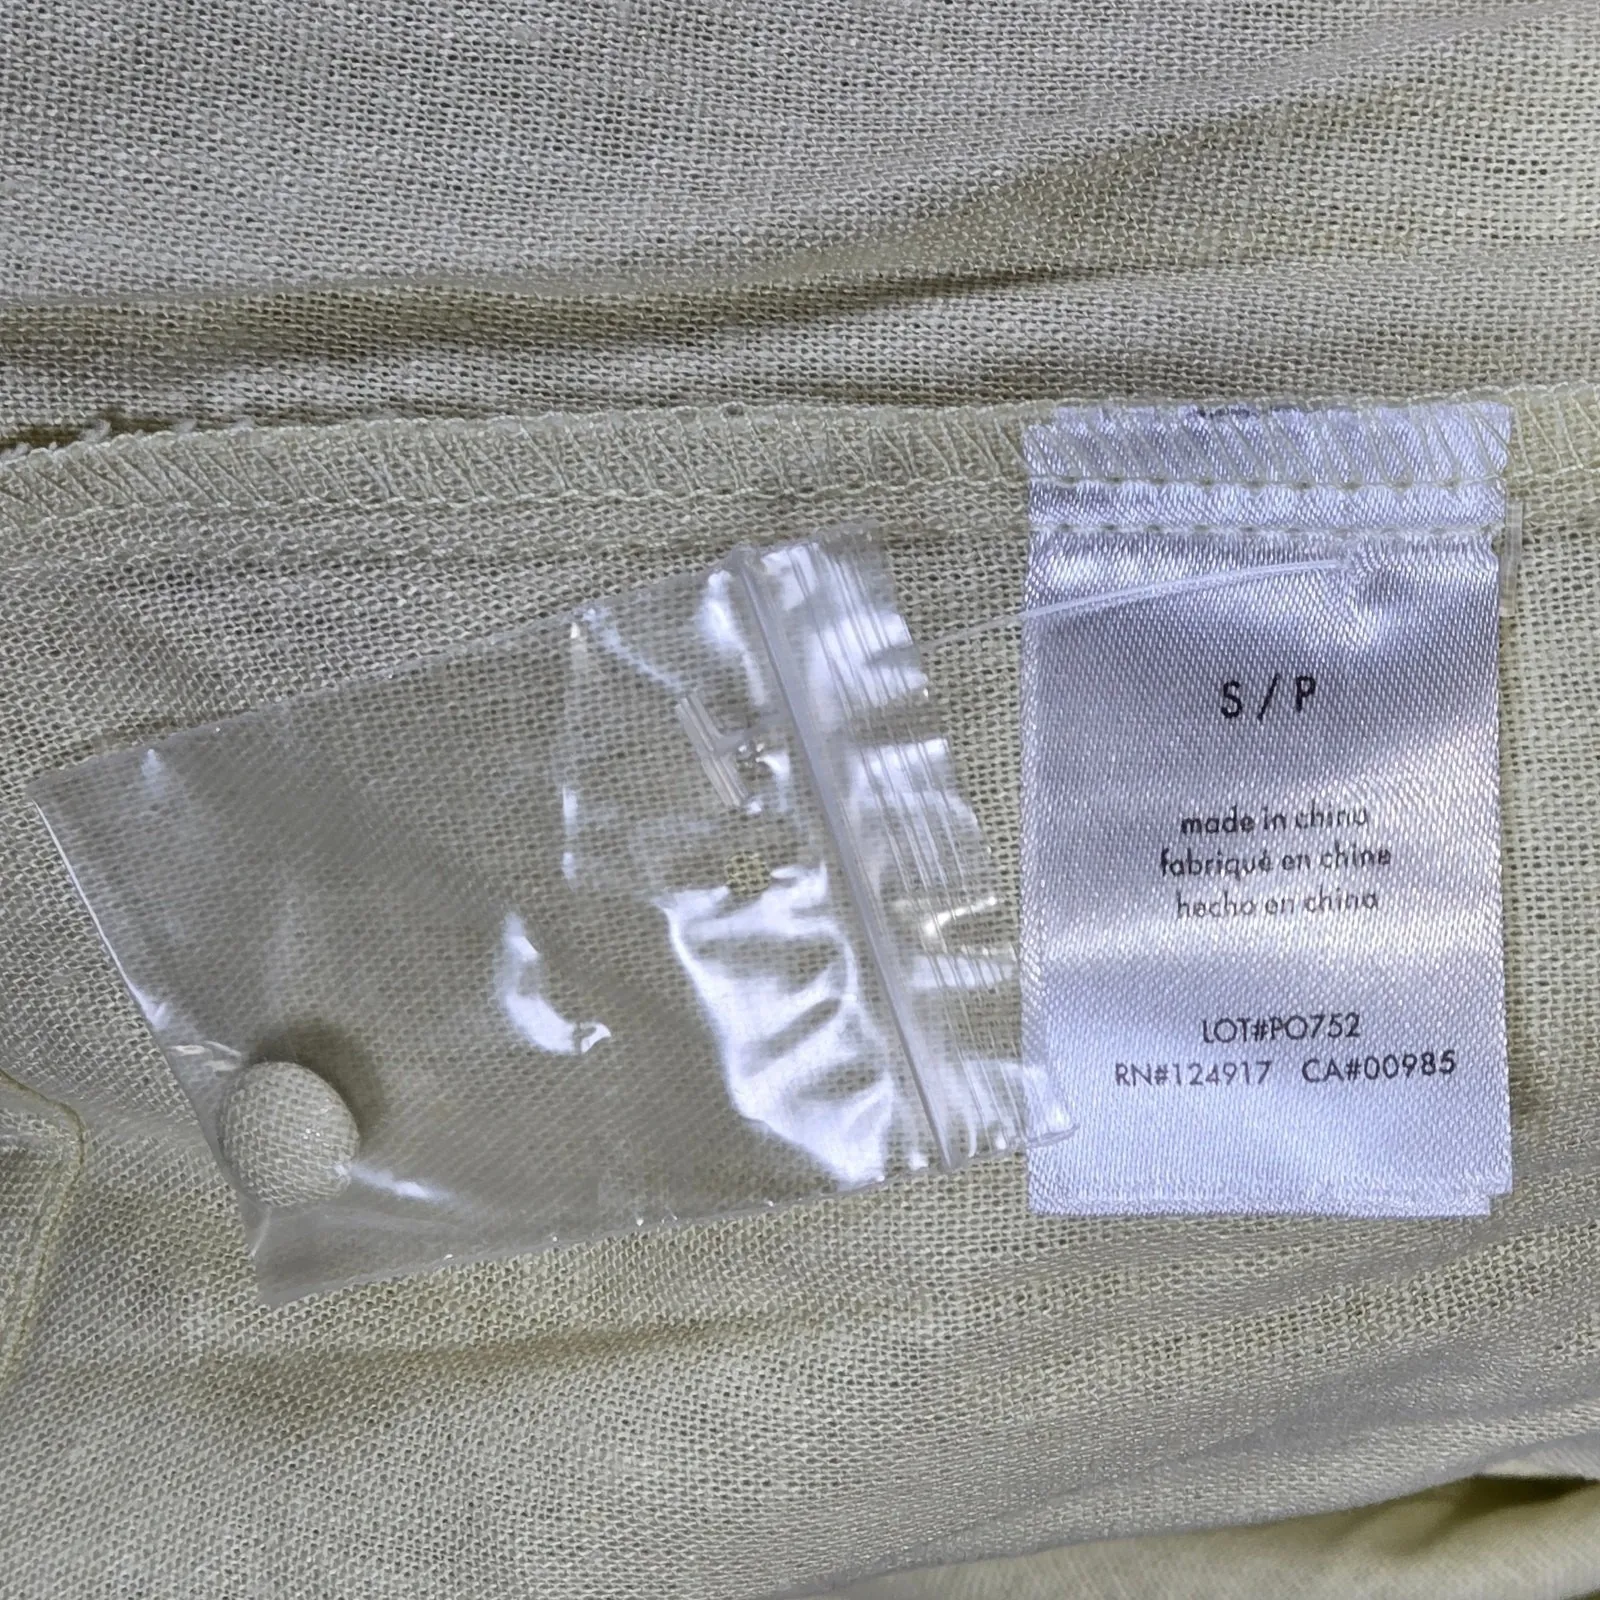 S / P
made in china
fabriqué en chine
hecho en china
LOT#PO752
RN#124917 CA#00985